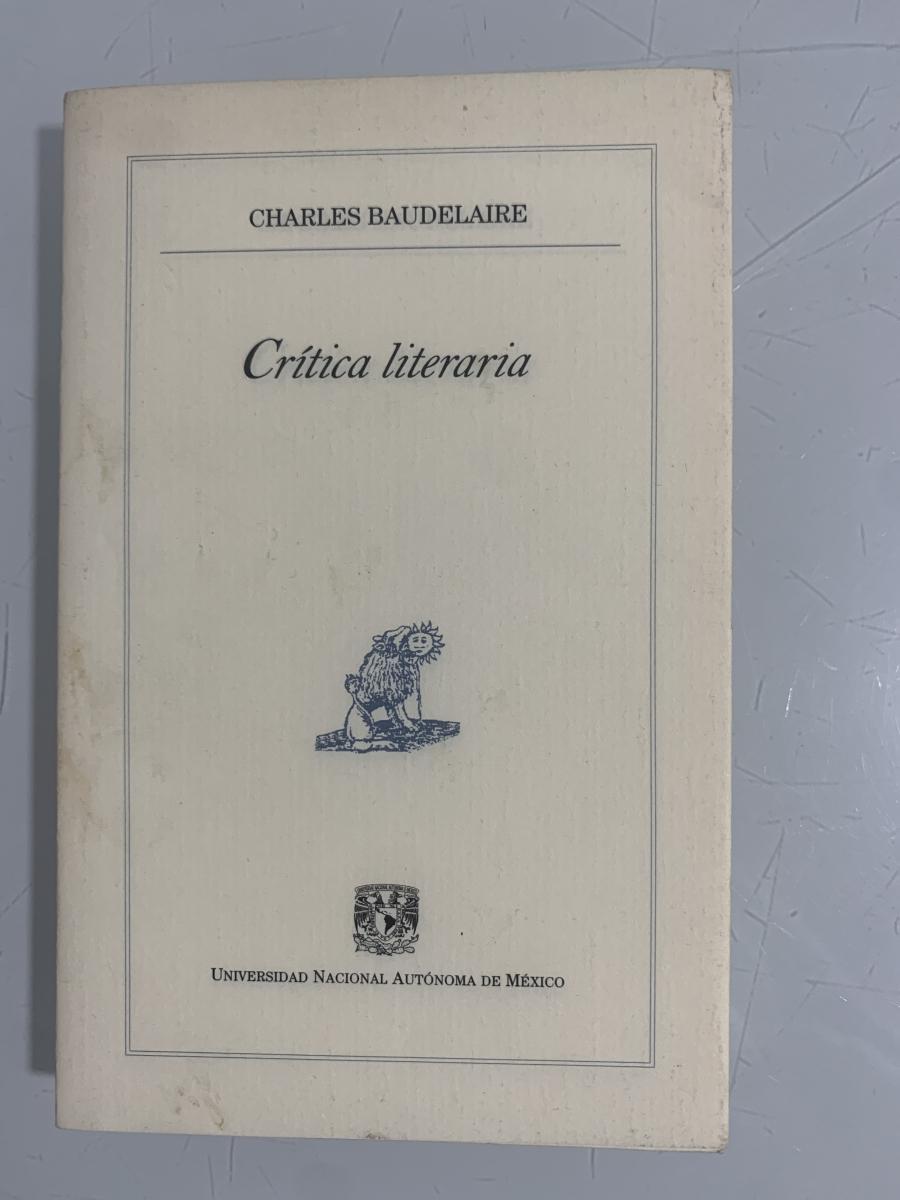 CHARLES BAUDELAIRE
Crítica literaria
UNIVERSIDAD NACIONAL AUTÓNOMA DE MÉXICO